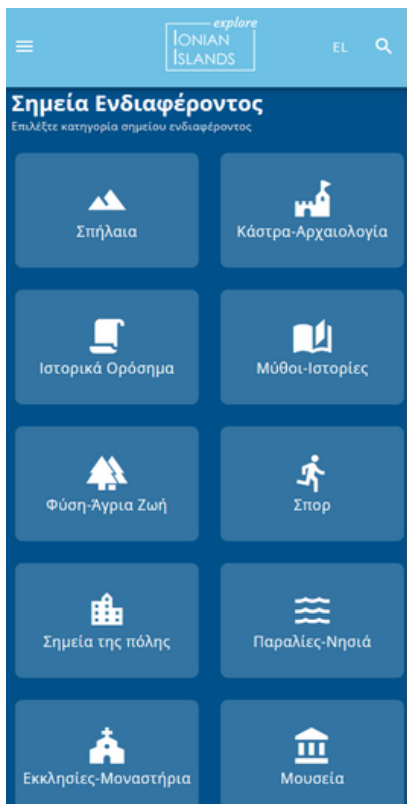 explore
IONIAN
ISLANDS
EL
Σημεία Ενδιαφέροντος
Επιλέξτε κατηγορία σημείου ενδιαφέροντος
Σπήλαια
Κάστρα-Αρχαιολογία
Ιστορικά Ορόσημα
Μύθοι-Ιστορίες
Φύση-Άγρια Ζωή
Σπορ
Σημεία της πόλης
Παραλίες-Νησιά
Εκκλησίες-Μοναστήρια
Μουσεία